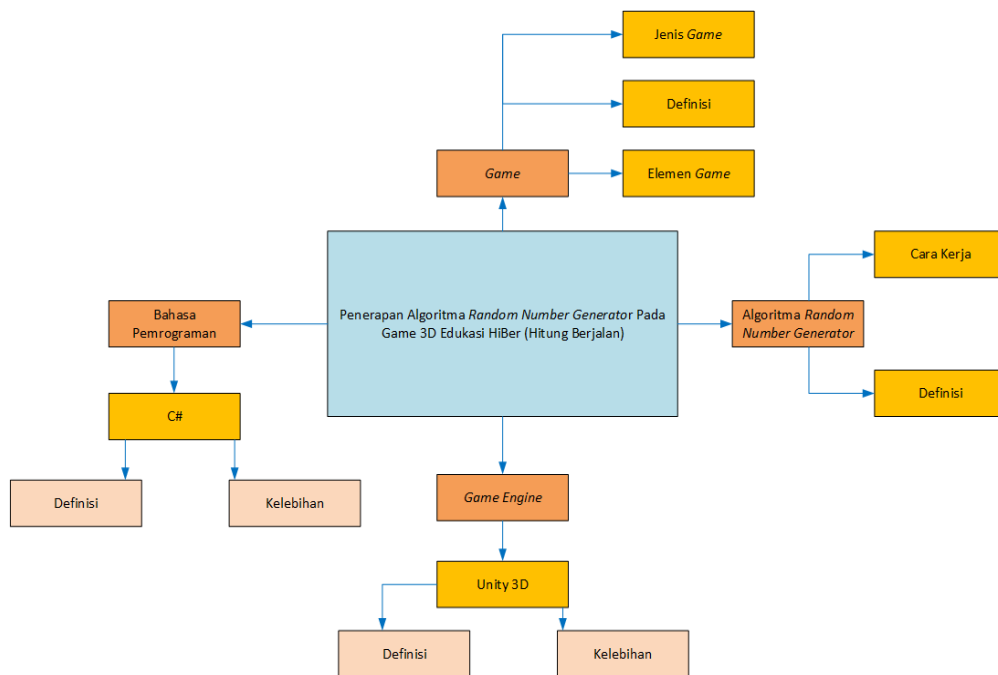 Jenis Game
Definisi
Game
Elemen Game
Cara Kerja
Penerapan Algoritma Random Number Generator Pada
Game 3D Edukasi HiBer (Hitung Berjalan)
Bahasa
Pemrograman
Algoritma Random
Number Generator
Definisi
C#
Definisi
Kelebihan
Game Engine
Unity 3D
Definisi
Kelebihan